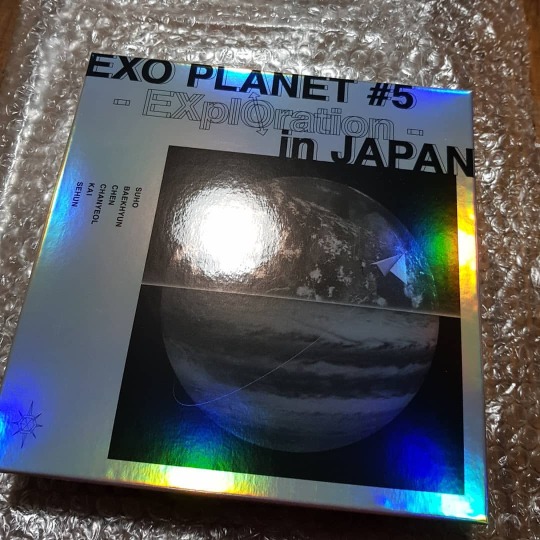 EXO PLANET #5
- EXplOration -
in JAPAN
SUHO
BAEKHYUN
CHEN
CHANYEOL
KAI
SEHUN